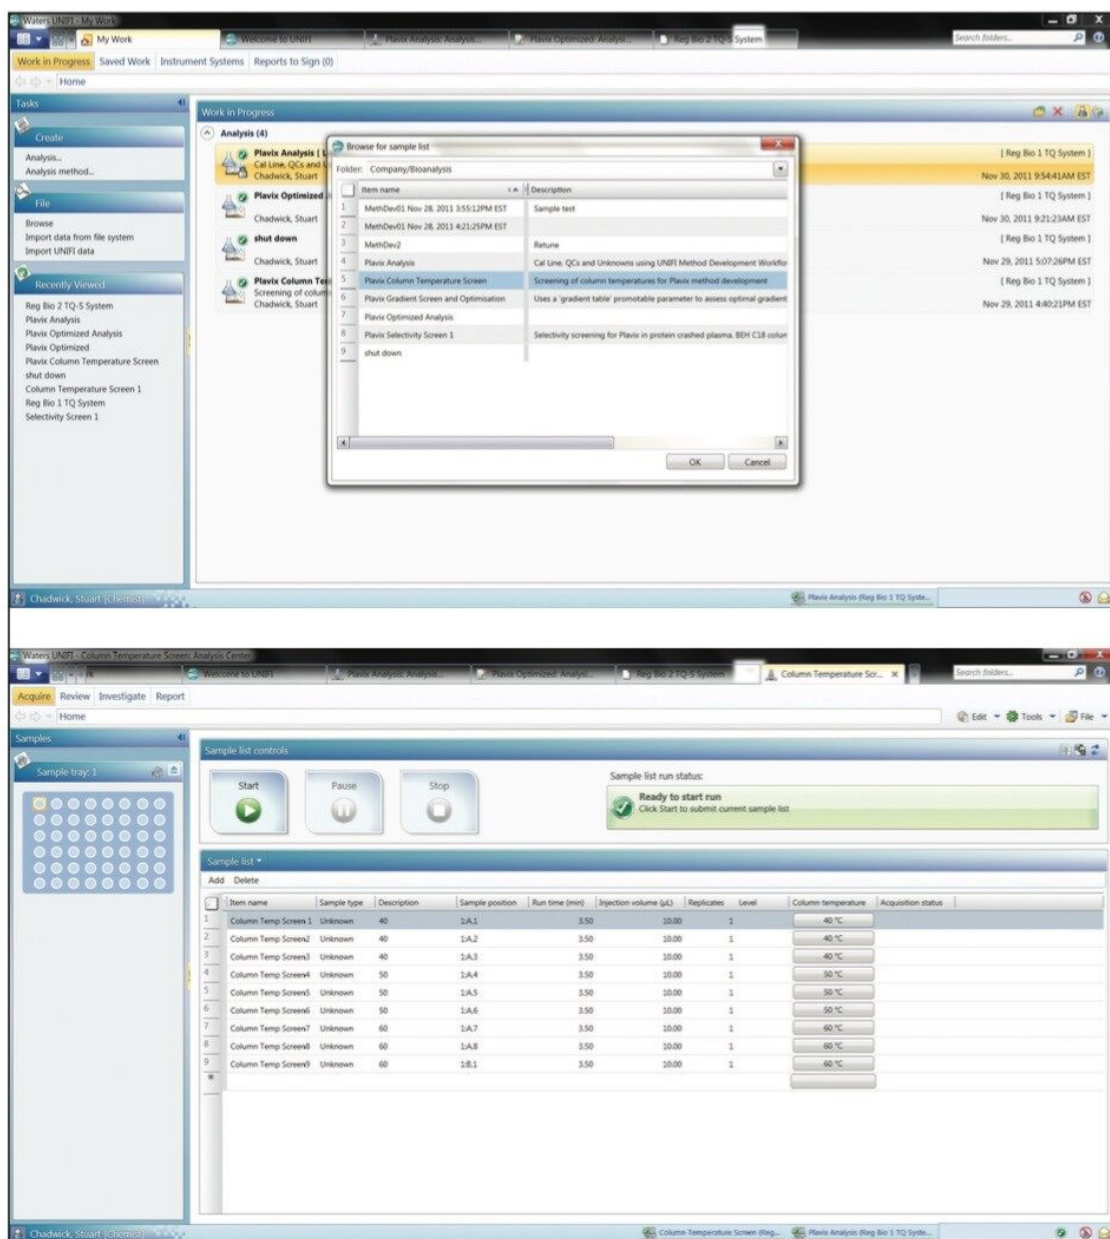 Waters UNIFI - My Work
My Work
Welcome to UNIFI
Plavix Analysis: Analysis...
Plavix Optimized: Analysi...
Reg Bio 2 TQ-S System
Search folders...
Work in Progress Saved Work Instrument Systems Reports to Sign (0)
Home
Tasks
Create
Analysis...
Analysis method...
File
Browse
Import data from file system
Import UNIFI data
Recently Viewed
Reg Bio 2 TQ-S System
Plavix Analysis
Plavix Optimized Analysis
Plavix Optimized
Plavix Column Temperature Screen
shut down
Column Temperature Screen 1
Reg Bio 1 TQ System
Selectivity Screen 1
Work in Progress
Analysis (4)
Plavix Analysis [ L
Cal Line, QCs and U
Chadwick, Stuart
[ Reg Bio 1 TQ System ]
Nov 30, 2011 9:54:41AM EST
Plavix Optimized
Chadwick, Stuart
[ Reg Bio 1 TQ System ]
Nov 30, 2011 9:21:23AM EST
shut down
Chadwick, Stuart
[ Reg Bio 1 TQ System ]
Nov 29, 2011 5:07:26PM EST
Plavix Column Te
Screening of colum
Chadwick, Stuart
[ Reg Bio 1 TQ System ]
Nov 29, 2011 4:40:21PM EST
Browse for sample list
Folder: Company/Bioanalysis
Item name Description
1 MethDev01 Nov 28, 2011 3:55:12PM EST Sample test
2 MethDev01 Nov 28, 2011 4:21:25PM EST
3 MethDev2 Retune
4 Plavix Analysis Cal Line, QCs and Unknowns using UNIFI Method Development Workflo
5 Plavix Column Temperature Screen Screening of column temperatures for Plavix method development
6 Plavix Gradient Screen and Optimisation Uses a 'gradient table' promotable parameter to assess optimal gradient
7 Plavix Optimized Analysis
8 Plavix Selectivity Screen 1 Selectivity screening for Plavix in protein crashed plasma. BEH C18 colun
9 shut down
OK Cancel
Chadwick, Stuart [Chemist]
Plavix Analysis (Reg Bio 1 TQ Syste...
Waters UNIFI - Column Temperature Screen: Analysis Center
Welcome to UNIFI
Plavix Analysis: Analysis...
Plavix Optimized: Analysi...
Reg Bio 2 TQ-S System
Column Temperature Scr... x
Search folders...
Acquire Review Investigate Report
Home
Edit Tools File
Samples
Sample tray: 1
Sample list controls
Start
Pause
Stop
Sample list run status:
Ready to start run
Click Start to submit current sample list
Sample list
Add Delete
Item name Sample type Description Sample position Run time (min) Injection volume (µL) Replicates Level Column temperature Acquisition status
1 Column Temp Screen 1 Unknown 40 1:A,1 3.50 10.00 1 40 °C
2 Column Temp Screen2 Unknown 40 1:A,2 3.50 10.00 1 40 °C
3 Column Temp Screen3 Unknown 40 1:A,3 3.50 10.00 1 40 °C
4 Column Temp Screen4 Unknown 50 1:A,4 3.50 10.00 1 50 °C
5 Column Temp Screen5 Unknown 50 1:A,5 3.50 10.00 1 50 °C
6 Column Temp Screen6 Unknown 50 1:A,6 3.50 10.00 1 50 °C
7 Column Temp Screen7 Unknown 60 1:A,7 3.50 10.00 1 60 °C
8 Column Temp Screen8 Unknown 60 1:A,8 3.50 10.00 1 60 °C
9 Column Temp Screen9 Unknown 60 1:B,1 3.50 10.00 1 60 °C
*
Chadwick, Stuart [Chemist]
Column Temperature Screen (Reg...
Plavix Analysis (Reg Bio 1 TQ Syste...